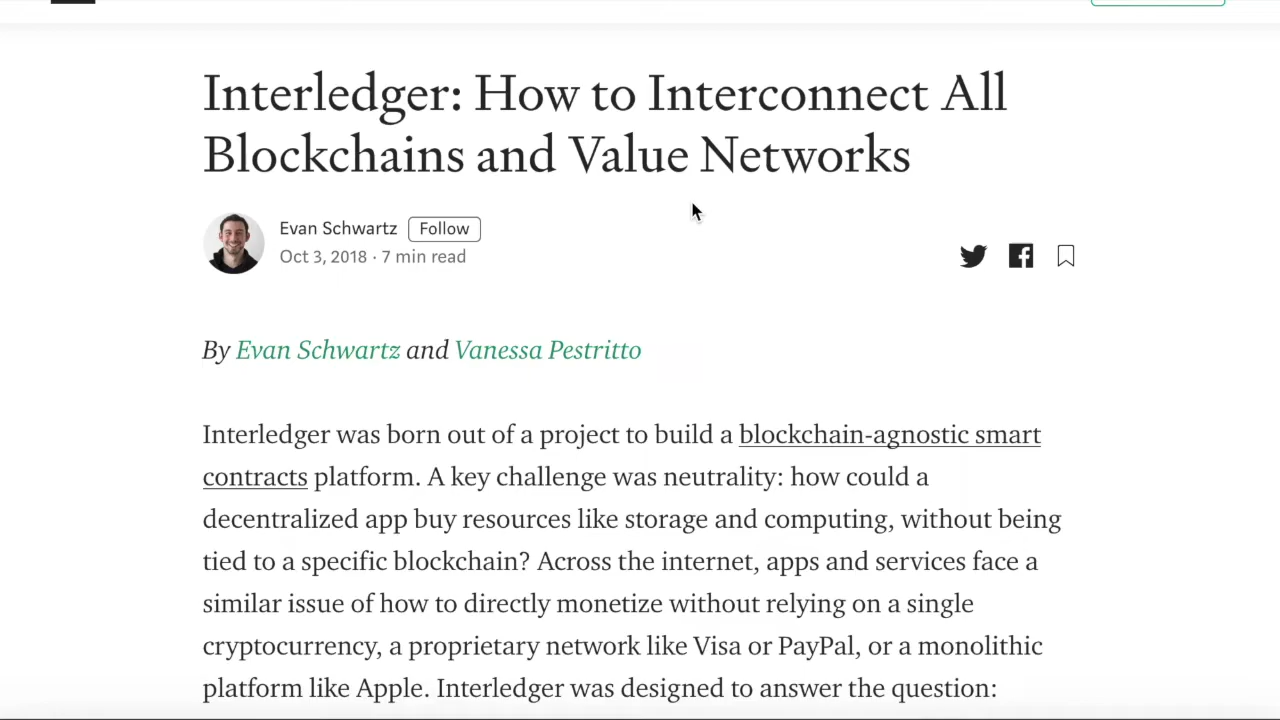 Interledger: How to Interconnect All
Blockchains and Value Networks
Evan Schwartz Follow
Oct 3, 2018 · 7 min read
By Evan Schwartz and Vanessa Pestritto
Interledger was born out of a project to build a blockchain-agnostic smart
contracts platform. A key challenge was neutrality: how could a
decentralized app buy resources like storage and computing, without being
tied to a specific blockchain? Across the internet, apps and services face a
similar issue of how to directly monetize without relying on a single
cryptocurrency, a proprietary network like Visa or PayPal, or a monolithic
platform like Apple. Interledger was designed to answer the question: